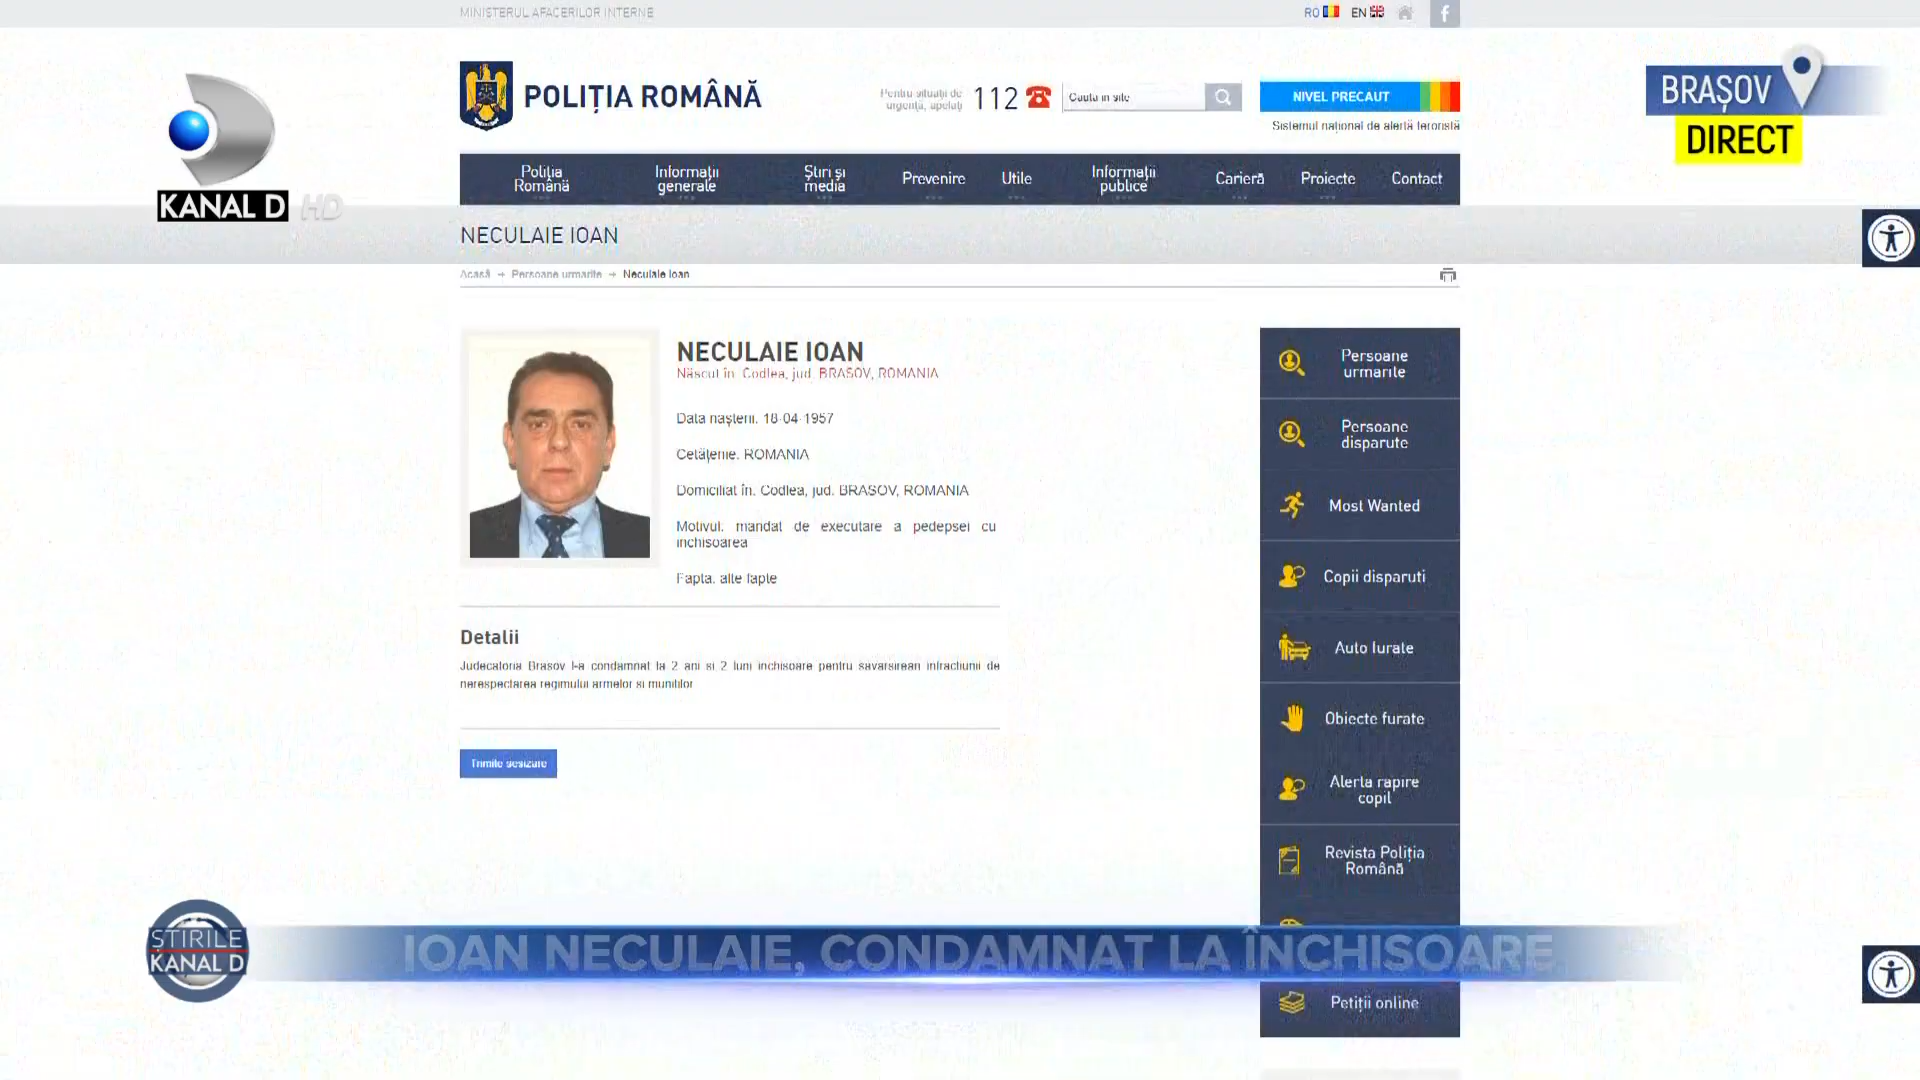 MINISTERUL AFACERILOR INTERNE
RO
EN
f
POLIȚIA ROMÂNĂ
Pentru situații de
urgență, apelați
112
Cauta in site
NIVEL PRECAUT
Sistemul național de alertă teroristă
BRAȘOV
DIRECT
KANAL D HD
Poliția
Română
Informații
generale
Știri și
media
Prevenire
Utile
Informații
publice
Carieră
Proiecte
Contact
NECULAIE IOAN
Acasă → Persoane urmarite → Neculaie Ioan
NECULAIE IOAN
Născut în: Codlea, jud. BRASOV, ROMANIA
Data nașterii: 18-04-1957
Cetățenie: ROMANIA
Domiciliat în: Codlea, jud. BRASOV, ROMANIA
Motivul: mandat de executare a pedepsei cu
inchisoarea
Fapta: alte fapte
Detalii
Judecatoria Brasov l-a condamnat la 2 ani si 2 luni inchisoare pentru savarsirean infractiunii de
nerespectarea regimului armelor si munitiilor
Trimite sesizare
Persoane
urmarite
Persoane
disparute
Most Wanted
Copii disparuti
Auto furate
Obiecte furate
Alerta rapire
copil
Revista Poliția
Română
Petiții online
ȘTIRILE
KANAL D
IOAN NECULAIE, CONDAMNAT LA ÎNCHISOARE